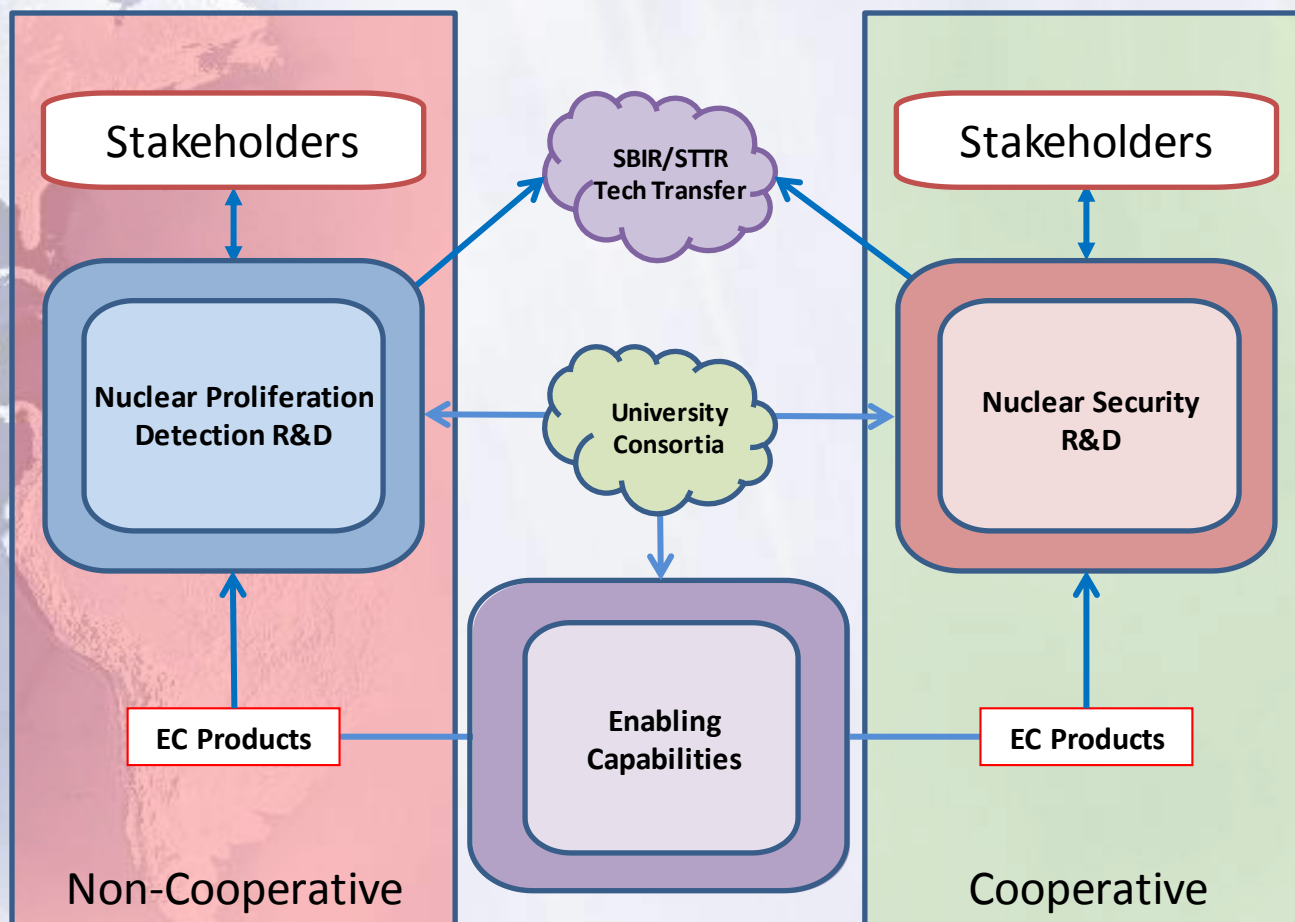 Stakeholders
SBIR/STTR
Tech Transfer
Stakeholders
Nuclear Proliferation
Detection R&D
University
Consortia
Nuclear Security
R&D
EC Products
Enabling
Capabilities
EC Products
Non-Cooperative
Cooperative